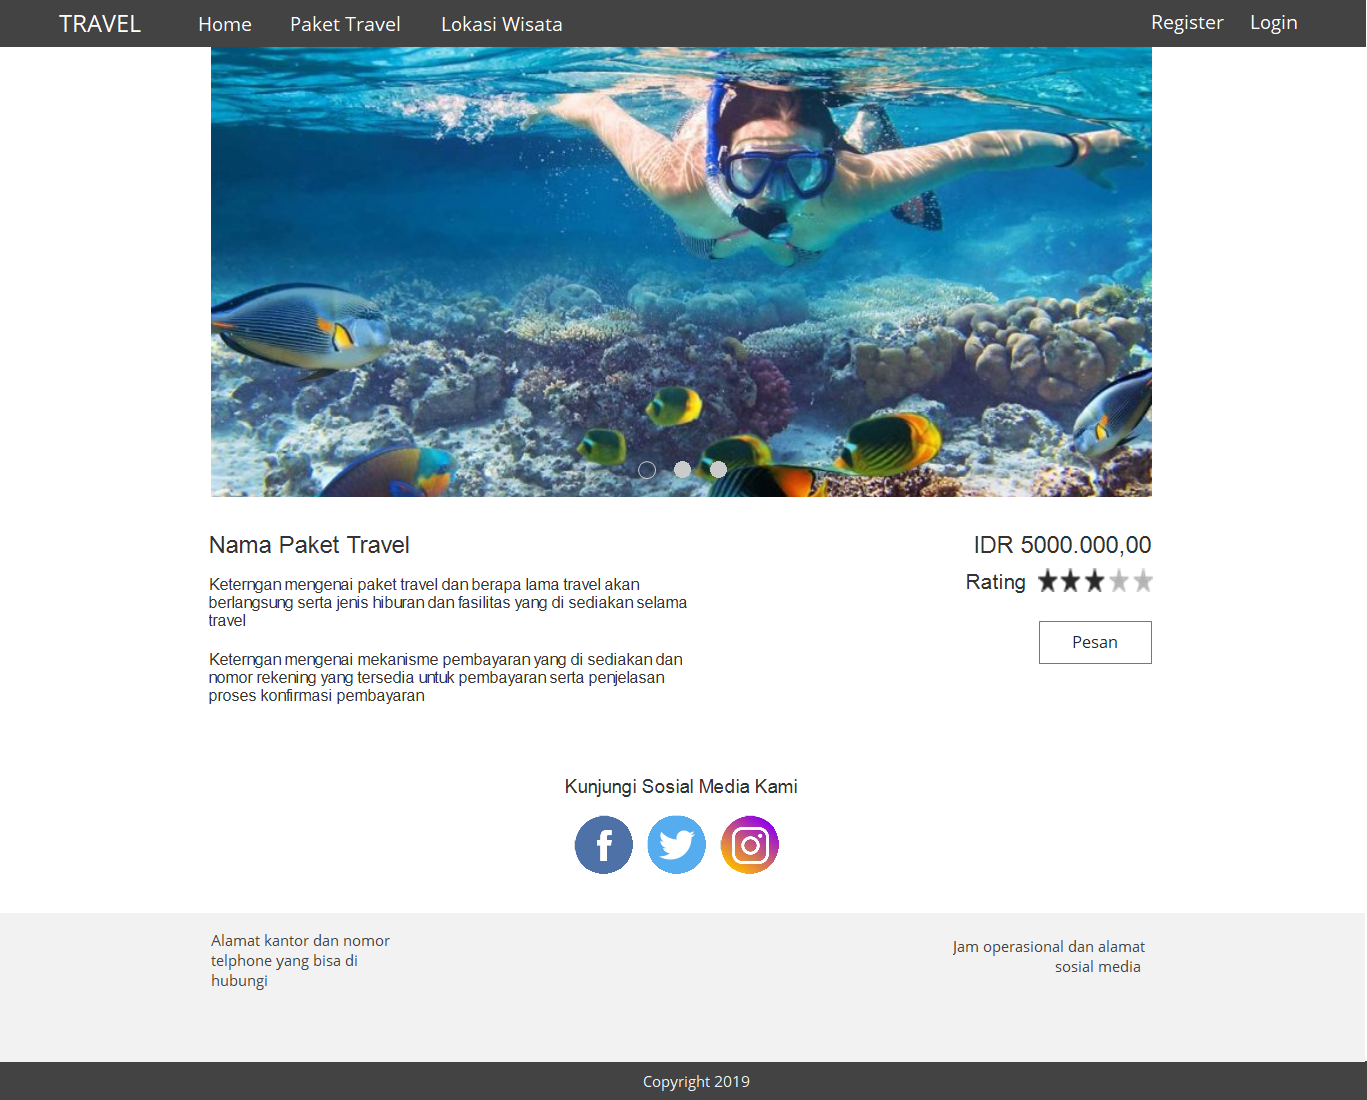 TRAVEL
Home
Paket Travel
Lokasi Wisata
Register
Login
Nama Paket Travel
Keterngan mengenai paket travel dan berapa lama travel akan
berlangsung serta jenis hiburan dan fasilitas yang di sediakan selama
travel
Keterngan mengenai mekanisme pembayaran yang di sediakan dan
nomor rekening yang tersedia untuk pembayaran serta penjelasan
proses konfirmasi pembayaran
IDR 5000.000,00
Rating
Pesan
Kunjungi Sosial Media Kami
Alamat kantor dan nomor
telphone yang bisa di
hubungi
Jam operasional dan alamat
sosial media
Copyright 2019